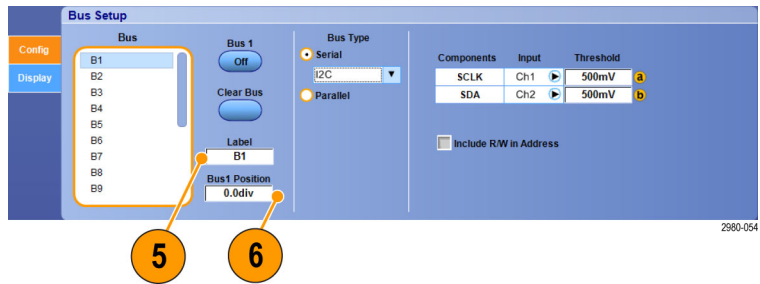 Bus Setup
Config
Display
Bus
B1
B2
B3
B4
B5
B6
B7
B8
B9
Bus 1
Off
Clear Bus
Label
B1
Bus1 Position
0.0div
Bus Type
Serial
I2C
Parallel
Components Input Threshold
SCLK Ch1 500mV a
SDA Ch2 500mV b
Include R/W in Address
5 6
2980-054